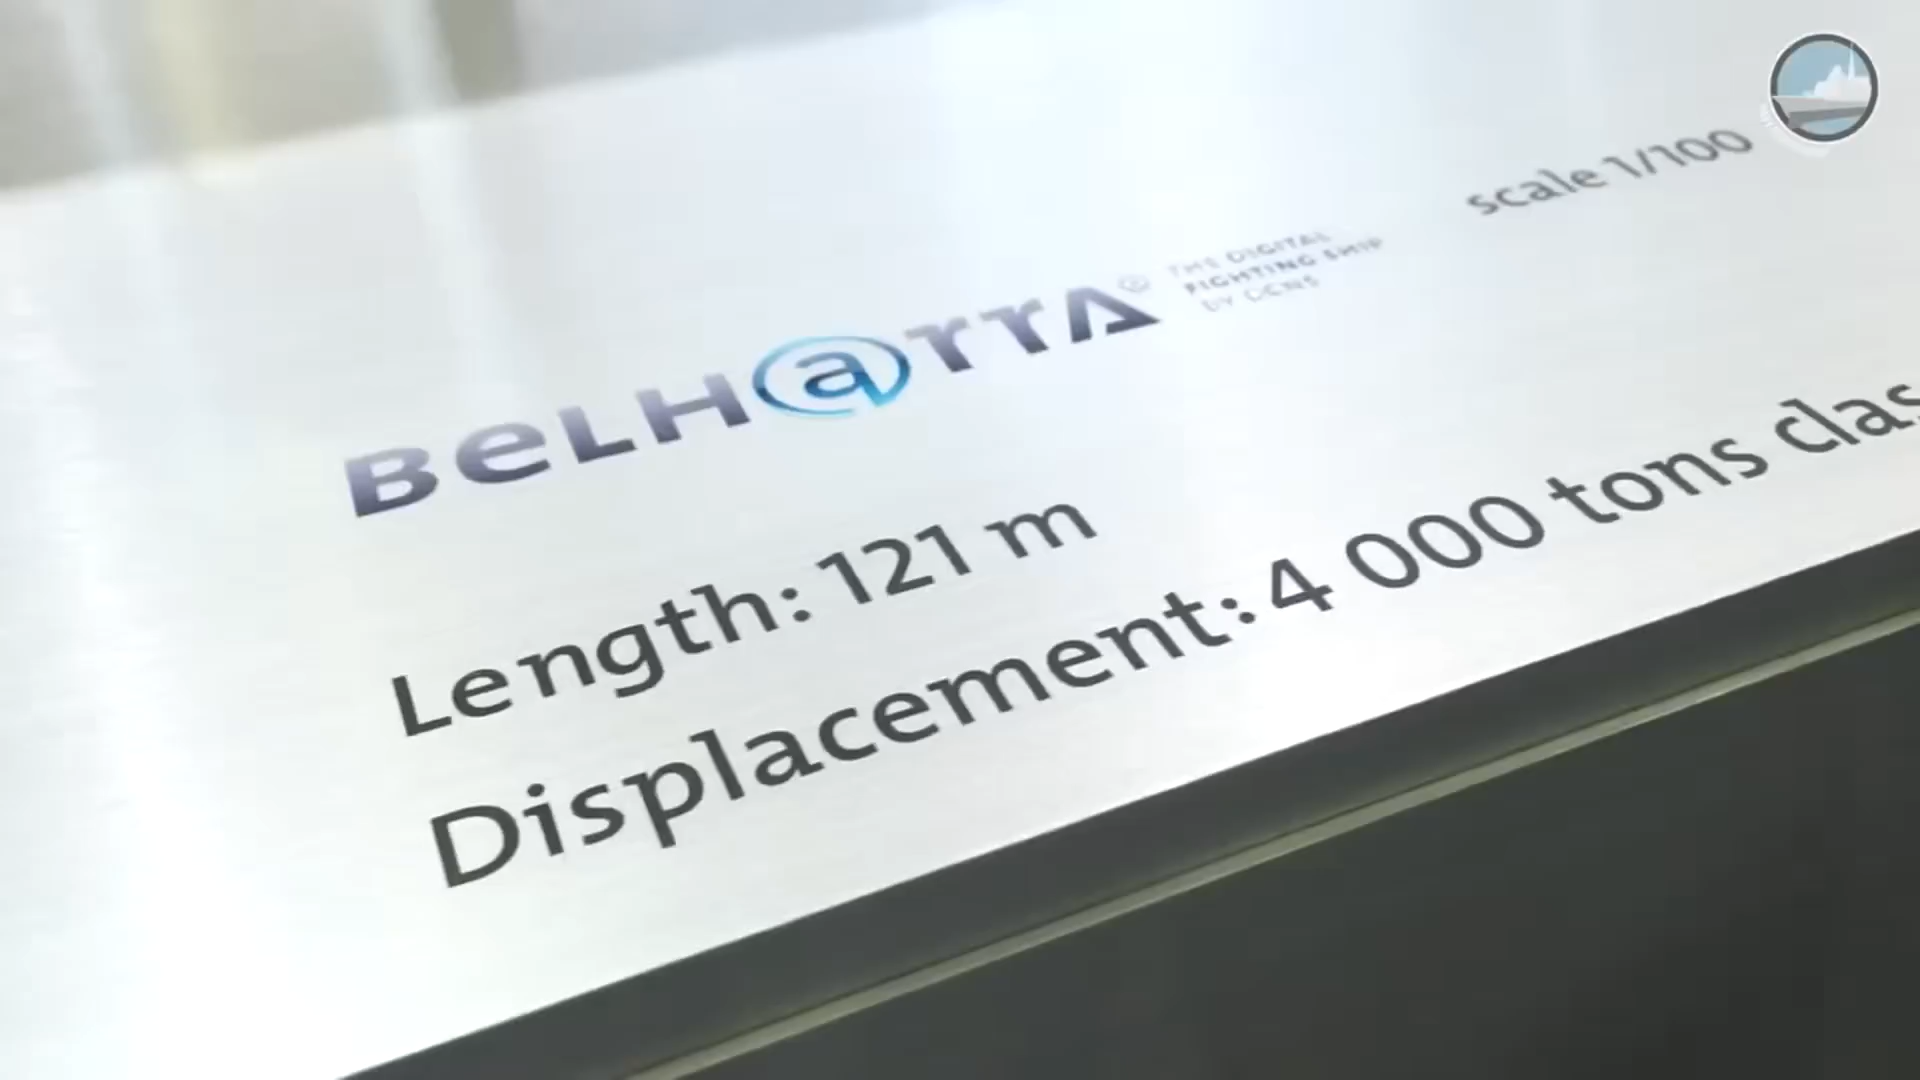 BeLH@rrA®
THE DIGITAL
FIGHTING SHIP
BY DCNS
scale 1/100
Length: 121 m
Displacement: 4 000 tons clas